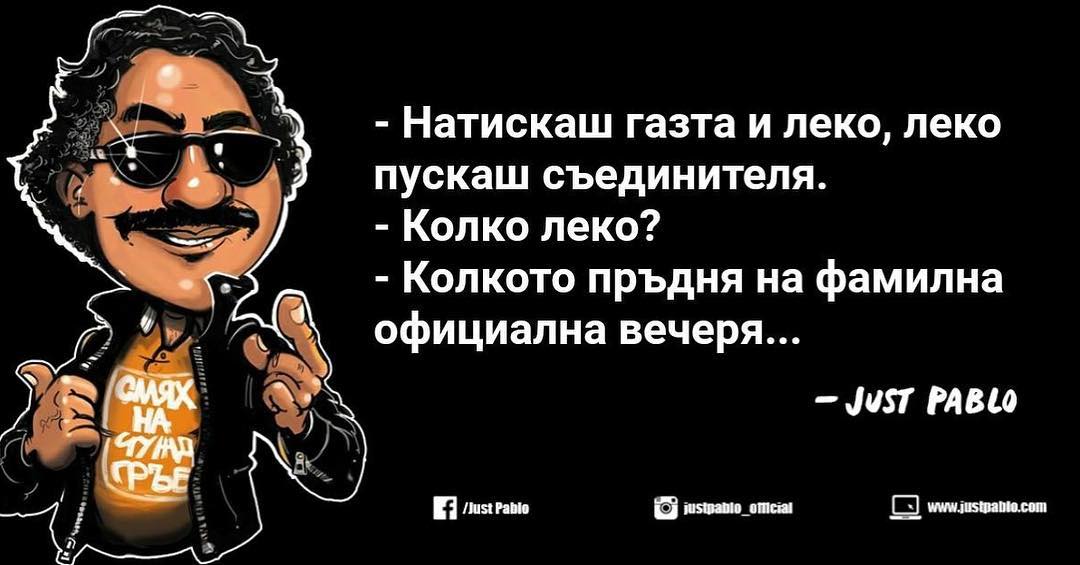 - Натискаш газта и леко, леко
пускаш съединителя.
- Колко леко?
- Колкото пръдня на фамилна
официална вечеря...
– JUST PABLO
СМЯХ
НА
ЧУЖД
ГРЪБ
/Just Pablo
justpablo_official
www.justpablo.com